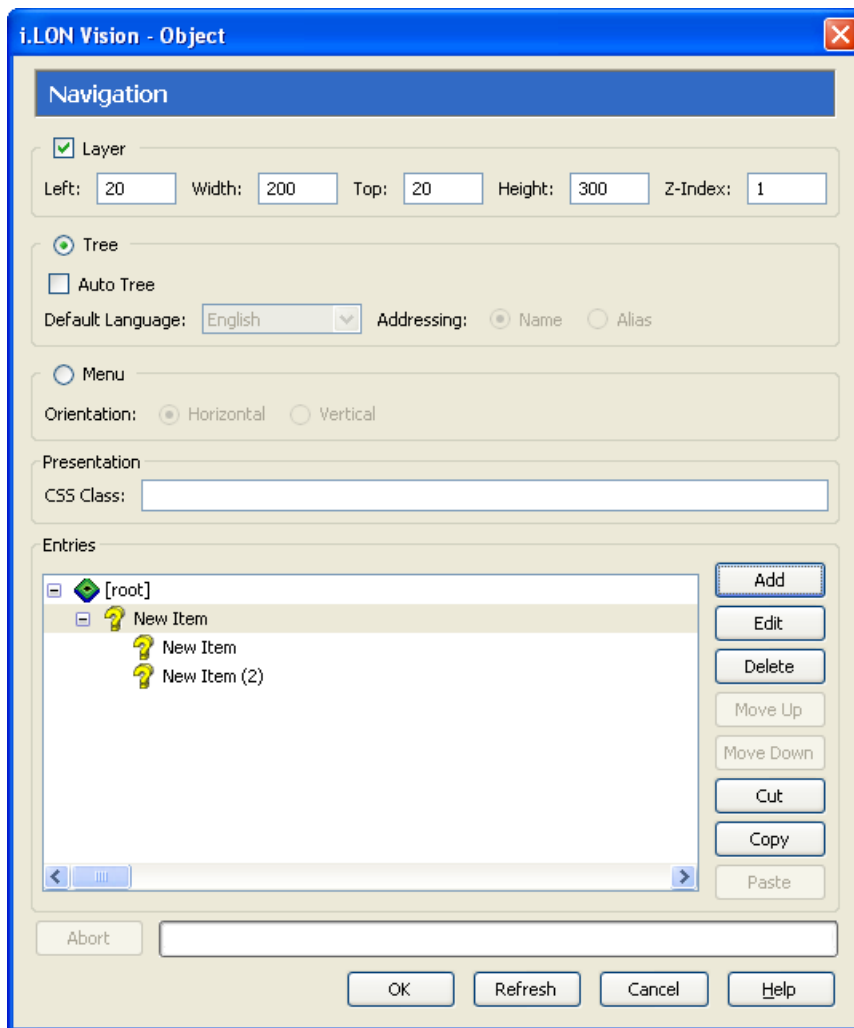 i.LON Vision - Object
Navigation
Layer
Left: 20 Width: 200 Top: 20 Height: 300 Z-Index: 1
Tree
Auto Tree
Default Language: English Addressing: Name Alias
Menu
Orientation: Horizontal Vertical
Presentation
CSS Class:
Entries
[root]
New Item
New Item
New Item (2)
Add
Edit
Delete
Move Up
Move Down
Cut
Copy
Paste
Abort
OK Refresh Cancel Help